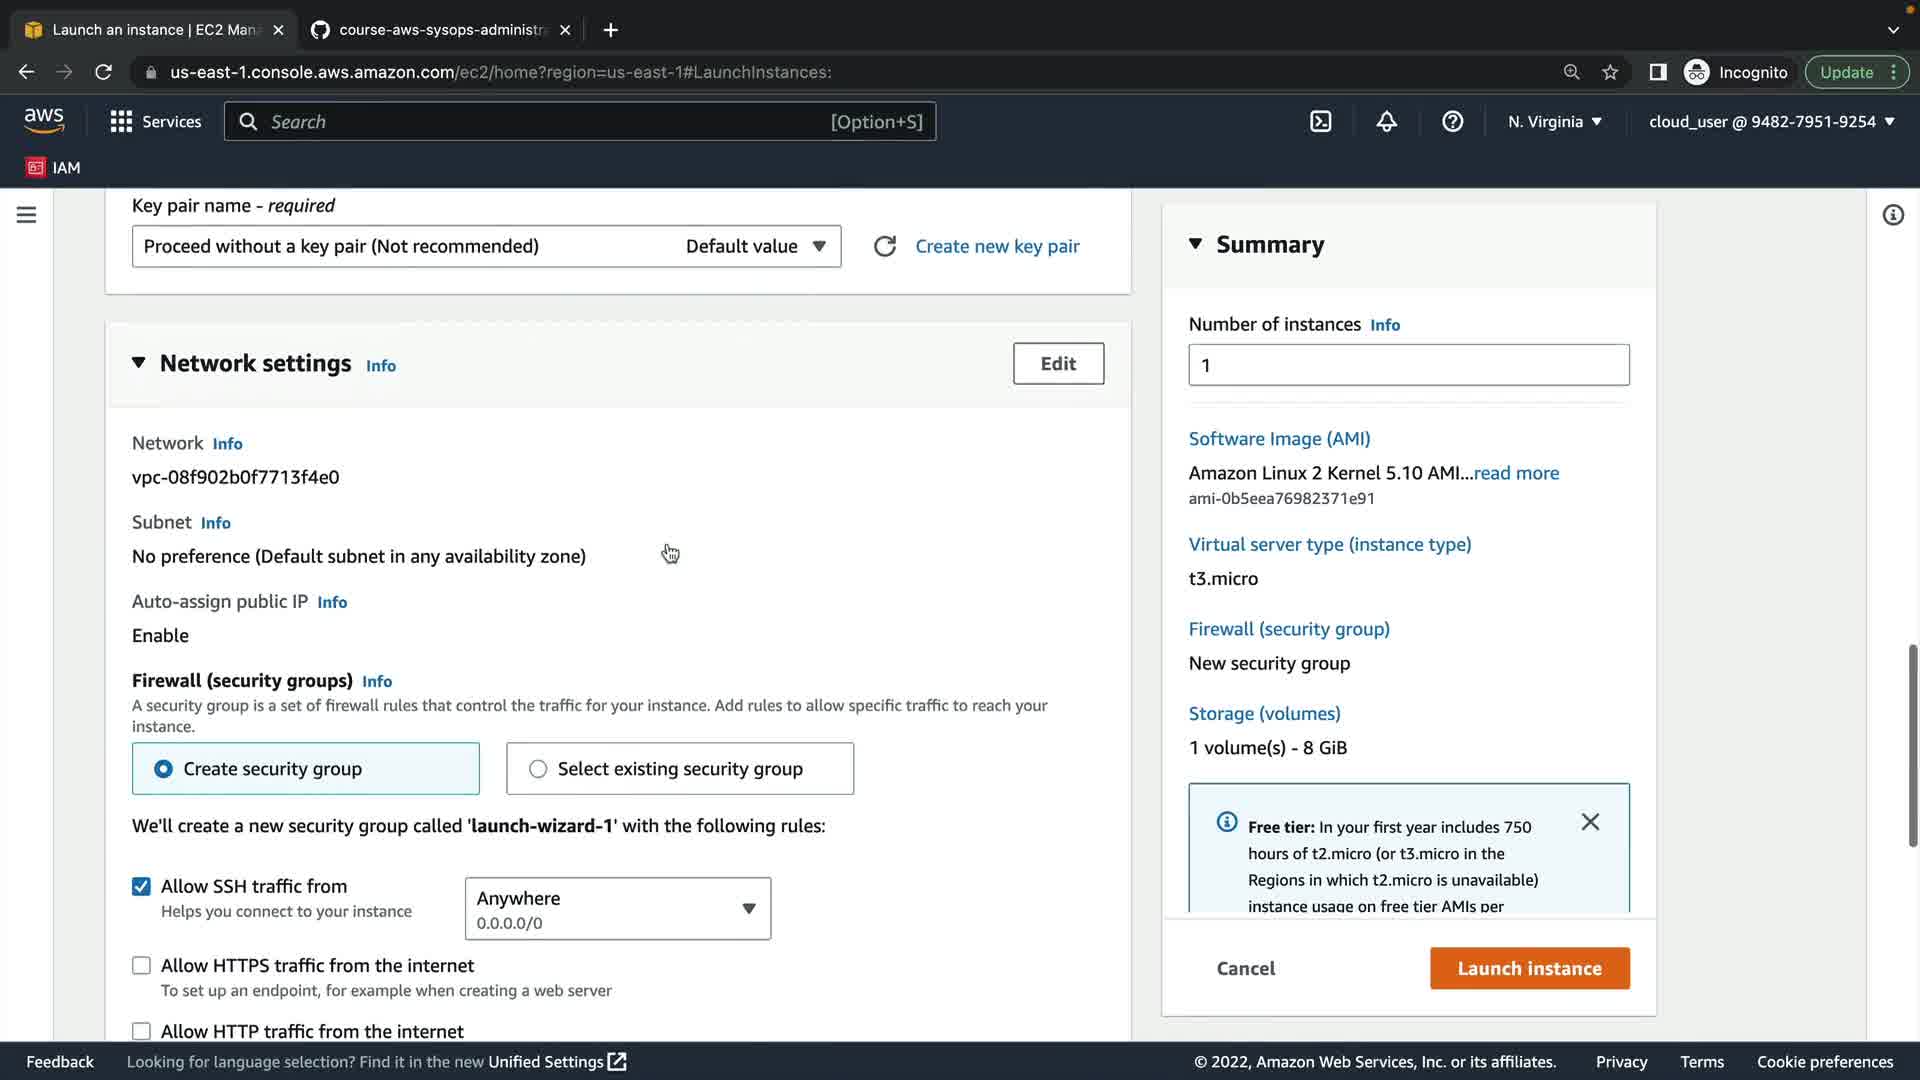 Launch an instance | EC2 Man
course-aws-sysops-administra
us-east-1.console.aws.amazon.com/ec2/home?region=us-east-1#LaunchInstances:
Incognito
Update
aws
Services
Search
[Option+S]
N. Virginia
cloud_user @ 9482-7951-9254
IAM
Key pair name - required
Proceed without a key pair (Not recommended)
Default value
Create new key pair
Network settings Info
Edit
Network Info
vpc-08f902b0f7713f4e0
Subnet Info
No preference (Default subnet in any availability zone)
Auto-assign public IP Info
Enable
Firewall (security groups) Info
A security group is a set of firewall rules that control the traffic for your instance. Add rules to allow specific traffic to reach your
instance.
Create security group
Select existing security group
We'll create a new security group called 'launch-wizard-1' with the following rules:
Allow SSH traffic from
Helps you connect to your instance
Anywhere
0.0.0.0/0
Allow HTTPS traffic from the internet
To set up an endpoint, for example when creating a web server
Allow HTTP traffic from the internet
Summary
Number of instances Info
1
Software Image (AMI)
Amazon Linux 2 Kernel 5.10 AMI...read more
ami-0b5eea76982371e91
Virtual server type (instance type)
t3.micro
Firewall (security group)
New security group
Storage (volumes)
1 volume(s) - 8 GiB
Free tier: In your first year includes 750
hours of t2.micro (or t3.micro in the
Regions in which t2.micro is unavailable)
instance usage on free tier AMIs per
Cancel
Launch instance
Feedback
Looking for language selection? Find it in the new Unified Settings
© 2022, Amazon Web Services, Inc. or its affiliates.
Privacy
Terms
Cookie preferences